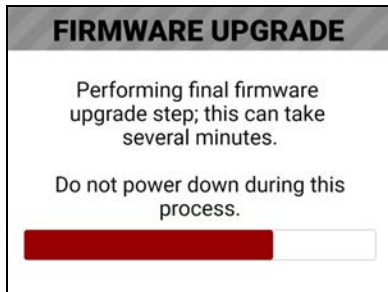 FIRMWARE UPGRADE
Performing final firmware
upgrade step; this can take
several minutes.
Do not power down during this
process.